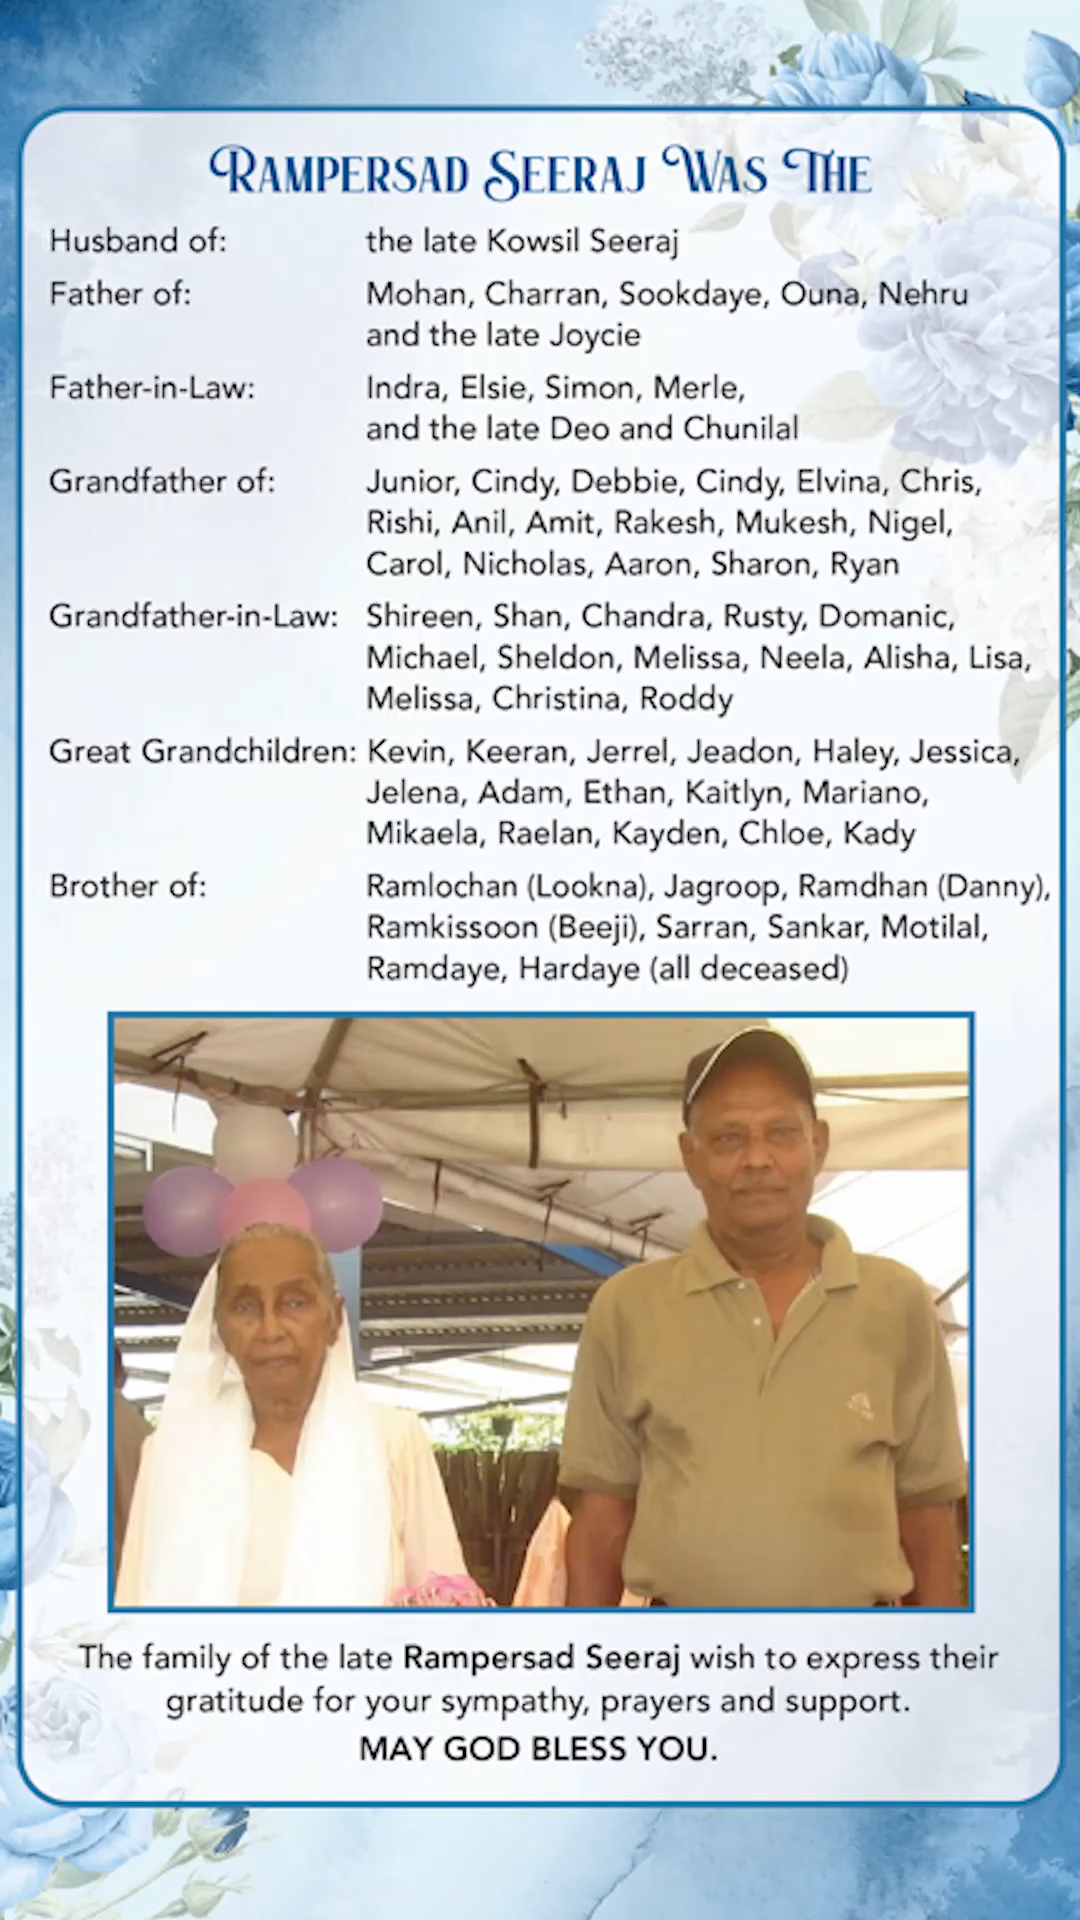 Rampersad Seeraj Was The
Husband of: the late Kowsil Seeraj
Father of: Mohan, Charran, Sookdaye, Ouna, Nehru
and the late Joycie
Father-in-Law: Indra, Elsie, Simon, Merle,
and the late Deo and Chunilal
Grandfather of: Junior, Cindy, Debbie, Cindy, Elvina, Chris,
Rishi, Anil, Amit, Rakesh, Mukesh, Nigel,
Carol, Nicholas, Aaron, Sharon, Ryan
Grandfather-in-Law: Shireen, Shan, Chandra, Rusty, Domanic,
Michael, Sheldon, Melissa, Neela, Alisha, Lisa,
Melissa, Christina, Roddy
Great Grandchildren: Kevin, Keeran, Jerrel, Jeadon, Haley, Jessica,
Jelena, Adam, Ethan, Kaitlyn, Mariano,
Mikaela, Raelan, Kayden, Chloe, Kady
Brother of: Ramlochan (Lookna), Jagroop, Ramdhan (Danny),
Ramkissoon (Beeji), Sarran, Sankar, Motilal,
Ramdaye, Hardaye (all deceased)
The family of the late Rampersad Seeraj wish to express their
gratitude for your sympathy, prayers and support.
MAY GOD BLESS YOU.